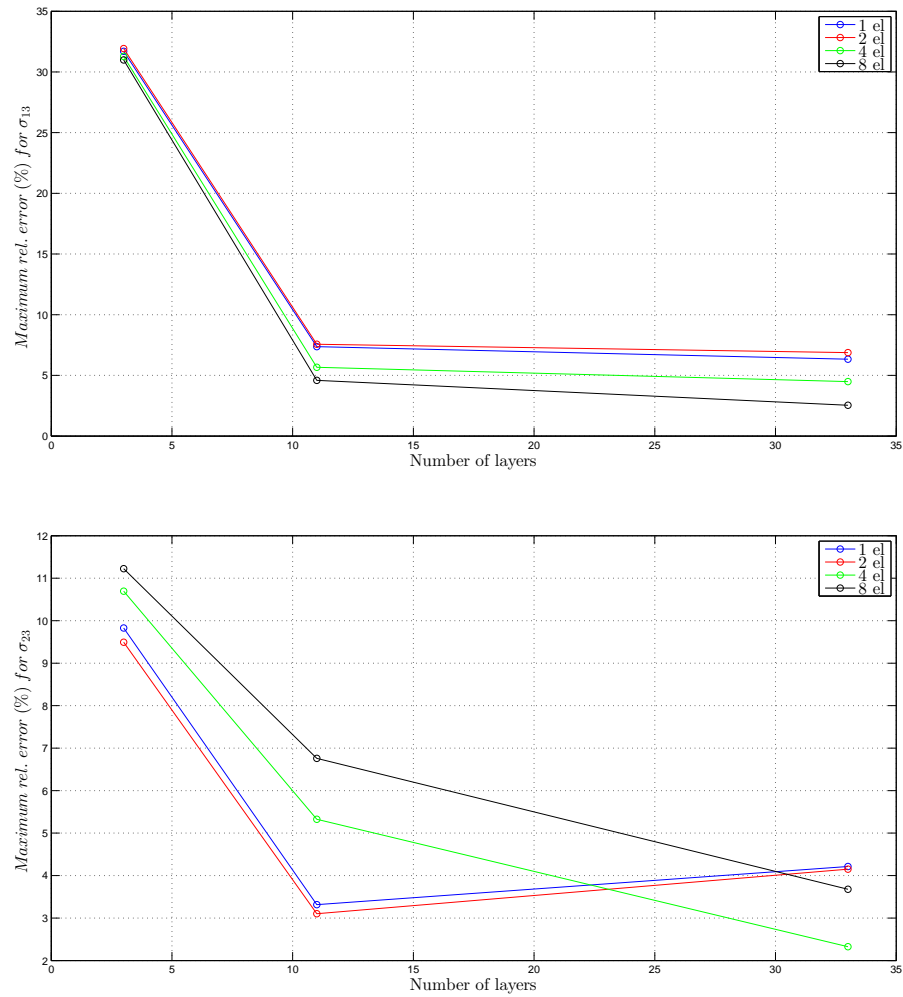 35
30
25
20
15
10
5
0
Maximum rel. error (%) for σ13
0 5 10 15 20 25 30 35
Number of layers
1 el
2 el
4 el
8 el
12
11
10
9
8
7
6
5
4
3
2
Maximum rel. error (%) for σ23
0 5 10 15 20 25 30 35
Number of layers
1 el
2 el
4 el
8 el